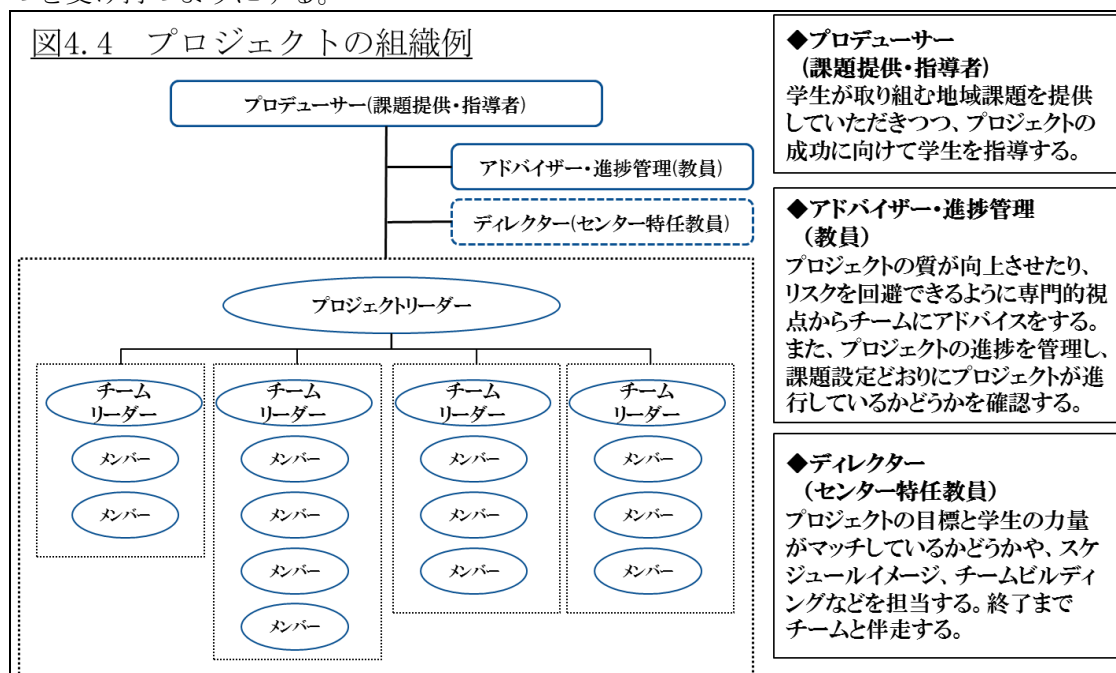 図4.4 プロジェクトの組織例
プロデューサー(課題提供・指導者)
アドバイザー・進捗管理(教員)
ディレクター(センター特任教員)
プロジェクトリーダー
チーム
リーダー
メンバー
メンバー
チーム
リーダー
メンバー
メンバー
メンバー
メンバー
チーム
リーダー
メンバー
メンバー
メンバー
チーム
リーダー
メンバー
メンバー
メンバー
◆プロデューサー
(課題提供・指導者)
学生が取り組む地域課題を提供
していただきつつ、プロジェクトの
成功に向けて学生を指導する。
◆アドバイザー・進捗管理
(教員)
プロジェクトの質が向上させたり、
リスクを回避できるように専門的視
点からチームにアドバイスをする。
また、プロジェクトの進捗を管理し、
課題設定どおりにプロジェクトが進
行しているかどうかを確認する。
◆ディレクター
(センター特任教員)
プロジェクトの目標と学生の力量
がマッチしているかどうかや、スケ
ジュールイメージ、チームビルディ
ングなどを担当する。終了まで
チームと伴走する。